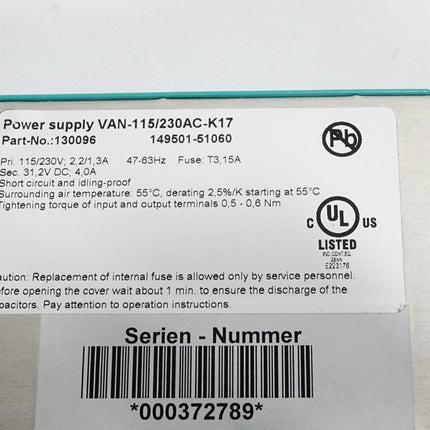 Power supply VAN-115/230AC-K17
Part-No.:130096 149501-51060
Pri. 115/230V; 2,2/1,3A 47-63Hz Fuse: T3,15A
Sec. 31,2V DC; 4,0A
Short circuit and idling-proof
Surrounding air temperature: 55°C, derating 2,5%/K starting at 55°C
Tightening torque of input and output terminals 0,5 - 0,6 Nm
Pb
C UL US
LISTED
IND.CONT.EQ.
28NN
E223176
aution: Replacement of internal fuse is allowed only by service personnel.
efore opening the cover wait about 1 min. to ensure the discharge of the
apacitors. Pay attention to operation instructions.
Serien - Nummer
*000372789*